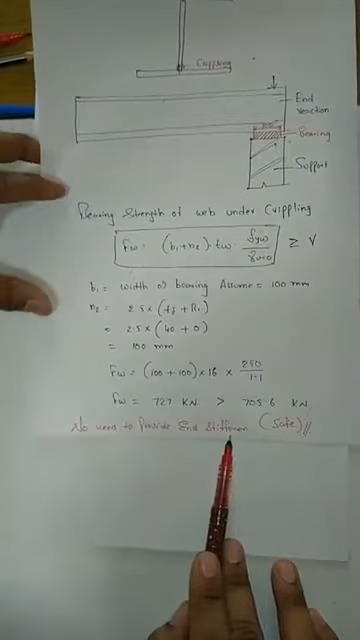 Crippling
End
reaction
Bearing
Support
Bearing Strength of web under Crippling
Fw = (b₁+n₂) · tw · fyw/γmo ≥ V
b₁ = width of bearing Assume = 100 mm
n₂ = 2.5 x (tf + R₁)
= 2.5 x (40 + 0)
= 100 mm
Fw = (100 + 100) x 16 x 250/1.1
Fw = 727 KN > 705.6 KN
No need to Provide End Stiffener (Safe) //